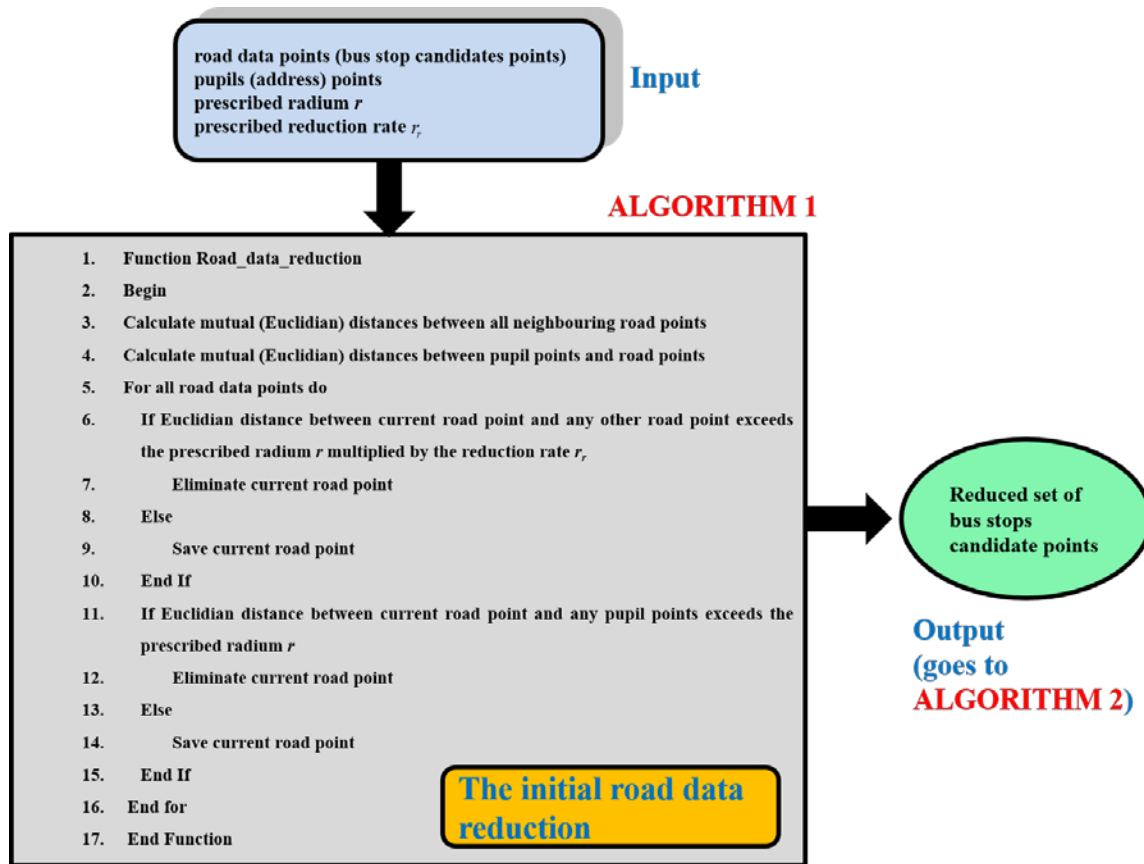 road data points (bus stop candidates points)
pupils (address) points
prescribed radium r
prescribed reduction rate r_r
Input
ALGORITHM 1
1. Function Road_data_reduction
2. Begin
3. Calculate mutual (Euclidian) distances between all neighbouring road points
4. Calculate mutual (Euclidian) distances between pupil points and road points
5. For all road data points do
6. If Euclidian distance between current road point and any other road point exceeds
the prescribed radium r multiplied by the reduction rate r_r
7. Eliminate current road point
8. Else
9. Save current road point
10. End If
11. If Euclidian distance between current road point and any pupil points exceeds the
prescribed radium r
12. Eliminate current road point
13. Else
14. Save current road point
15. End If
16. End for
17. End Function
The initial road data
reduction
Reduced set of
bus stops
candidate points
Output
(goes to
ALGORITHM 2)